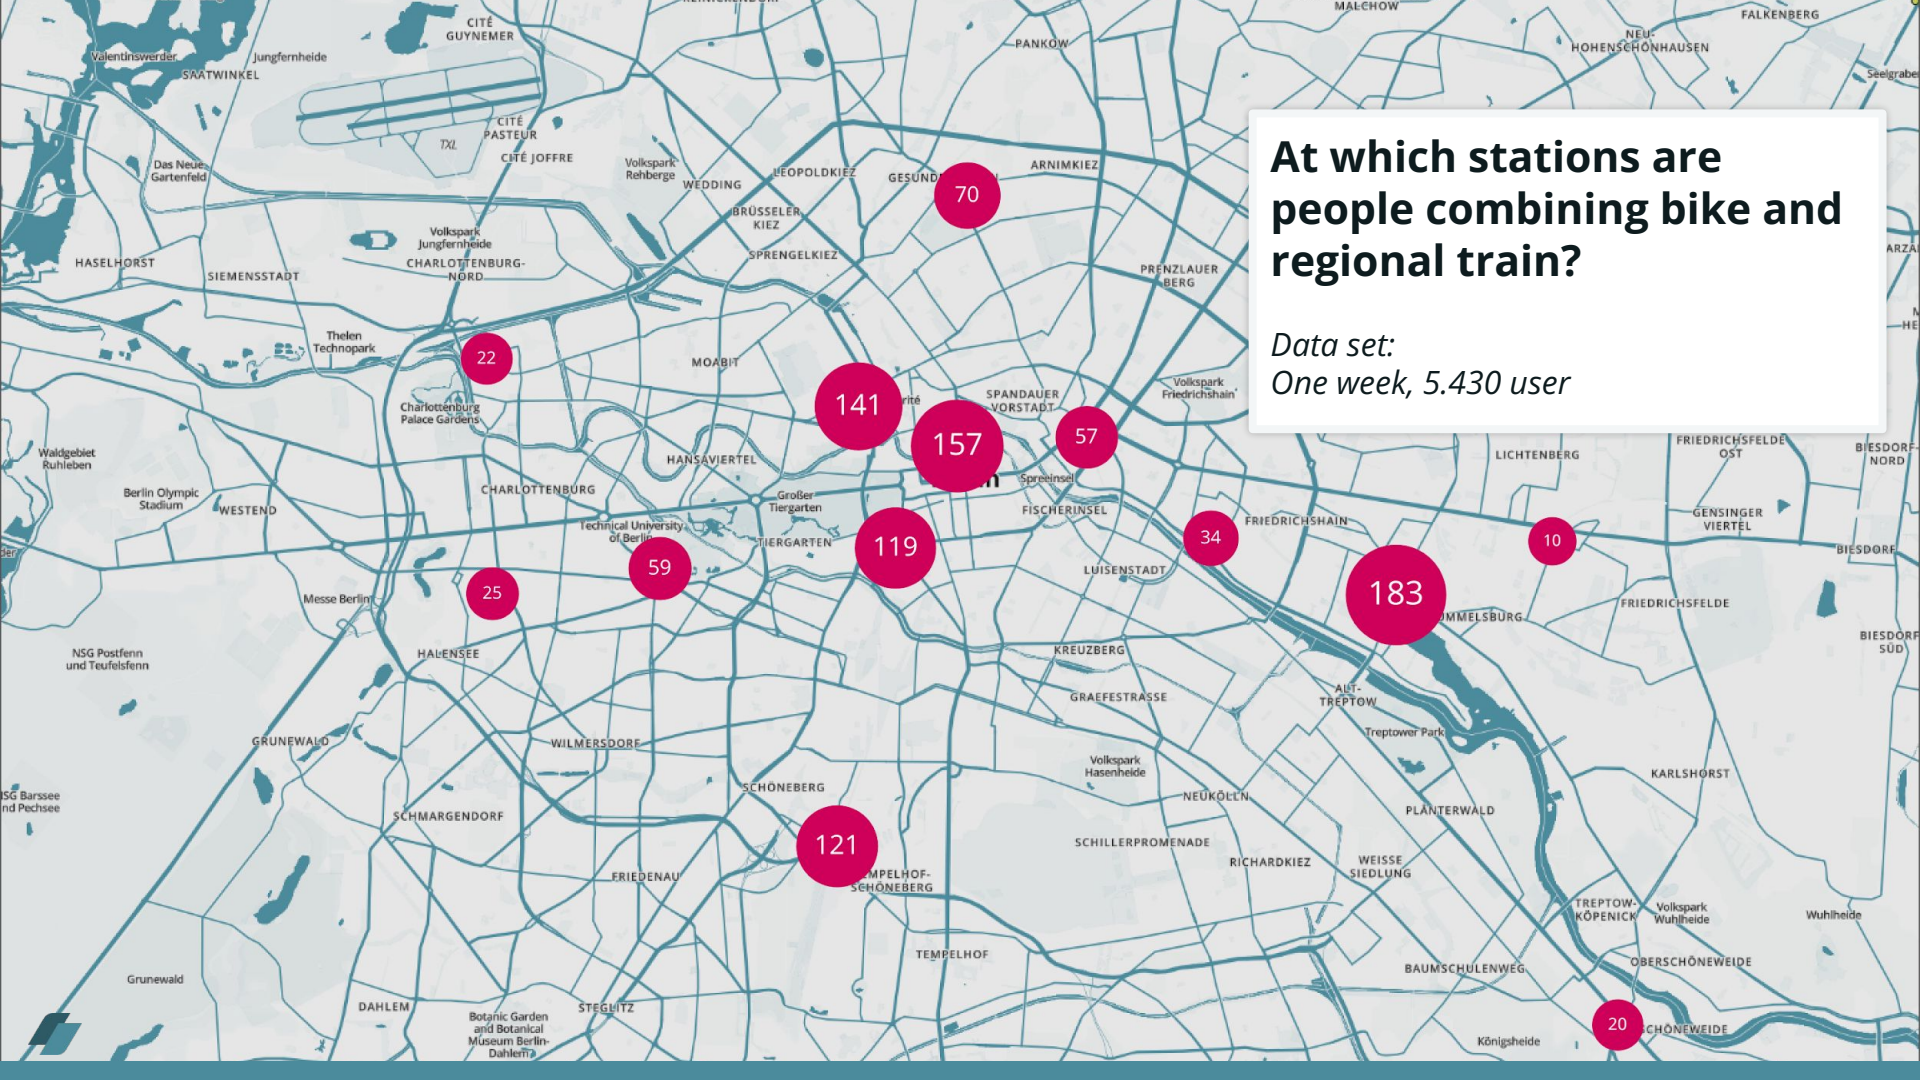 At which stations are
people combining bike and
regional train?
Data set:
One week, 5.430 user
MALCHOW
FALKENBERG
CITÉ
GUYNEMER
PANKOW
NEU-
HOHENSCHÖNHAUSEN
Valentinswerder
Jungfernheide
SAATWINKEL
CITÉ
PASTEUR
TXL
CITÉ JOFFRE
Das Neue
Gartenfeld
Volkspark
Rehberge
WEDDING
LEOPOLDKIEZ
ARNIMKIEZ
70
BRÜSSELER
KIEZ
Volkspark
Jungfernheide
SPRENGELKIEZ
HASELHORST
SIEMENSSTADT
CHARLOTTENBURG-
NORD
PRENZLAUER
BERG
Thelen
Technopark
22
MOABIT
Volkspark
Friedrichshain
SPANDAUER
VORSTADT
141
157
57
Charlottenburg
Palace Gardens
Waldgebiet
Ruhleben
HANSAVIERTEL
Spreeinsel
LICHTENBERG
FRIEDRICHSFELDE
OST
BIESDORF-
NORD
Berlin Olympic
Stadium
WESTEND
CHARLOTTENBURG
Großer
Tiergarten
FISCHERINSEL
FRIEDRICHSHAIN
GENSINGER
VIERTEL
Technical University
of Berlin
TIERGARTEN
119
34
10
BIESDORF
59
LUISENSTADT
25
183
Messe Berlin
FRIEDRICHSFELDE
NSG Postfenn
und Teufelsfenn
HALENSEE
KREUZBERG
BIESDORF
SÜD
GRAEFESTRASSE
ALT-
TREPTOW
Treptower Park
GRUNEWALD
WILMERSDORF
Volkspark
Hasenheide
KARLSHORST
SCHÖNEBERG
NEUKÖLLN
PLÄNTERWALD
SCHMARGENDORF
121
SCHILLERPROMENADE
RICHARDKIEZ
WEISSE
SIEDLUNG
FRIEDENAU
SCHÖNEBERG
TREPTOW-
KÖPENICK
Volkspark
Wuhlheide
Wuhlheide
TEMPELHOF
BAUMSCHULENWEG
OBERSCHÖNEWEIDE
Grunewald
DAHLEM
STEGLITZ
Botanic Garden
and Botanical
Museum Berlin-
Dahlem
20
Königsheide